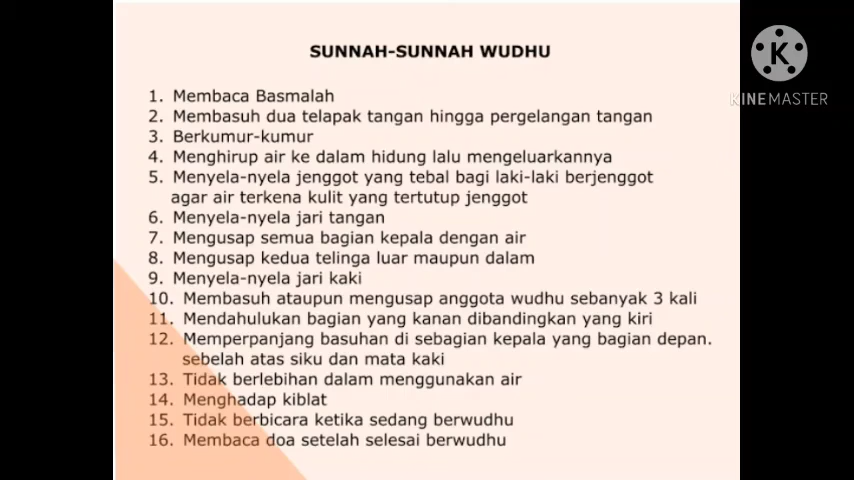 SUNNAH-SUNNAH WUDHU
1. Membaca Basmalah
2. Membasuh dua telapak tangan hingga pergelangan tangan
3. Berkumur-kumur
4. Menghirup air ke dalam hidung lalu mengeluarkannya
5. Menyela-nyela jenggot yang tebal bagi laki-laki berjenggot
agar air terkena kulit yang tertutup jenggot
6. Menyela-nyela jari tangan
7. Mengusap semua bagian kepala dengan air
8. Mengusap kedua telinga luar maupun dalam
9. Menyela-nyela jari kaki
10. Membasuh ataupun mengusap anggota wudhu sebanyak 3 kali
11. Mendahulukan bagian yang kanan dibandingkan yang kiri
12. Memperpanjang basuhan di sebagian kepala yang bagian depan.
sebelah atas siku dan mata kaki
13. Tidak berlebihan dalam menggunakan air
14. Menghadap kiblat
15. Tidak berbicara ketika sedang berwudhu
16. Membaca doa setelah selesai berwudhu
K
KINEMASTER